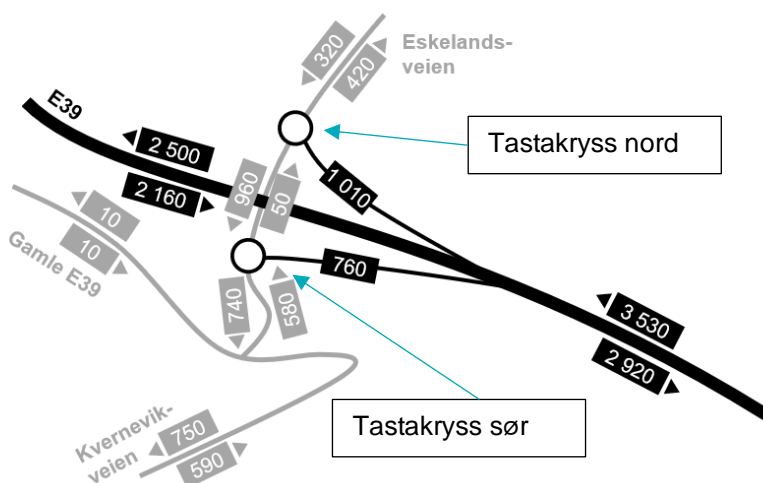 320
420
Eskelands-
veien
E39
Tastakryss nord
2 500
2 160
960
50
1 010
10
10
Gamle E39
760
740
580
3 530
2 920
Tastakryss sør
Kvernevik-
veien
750
590